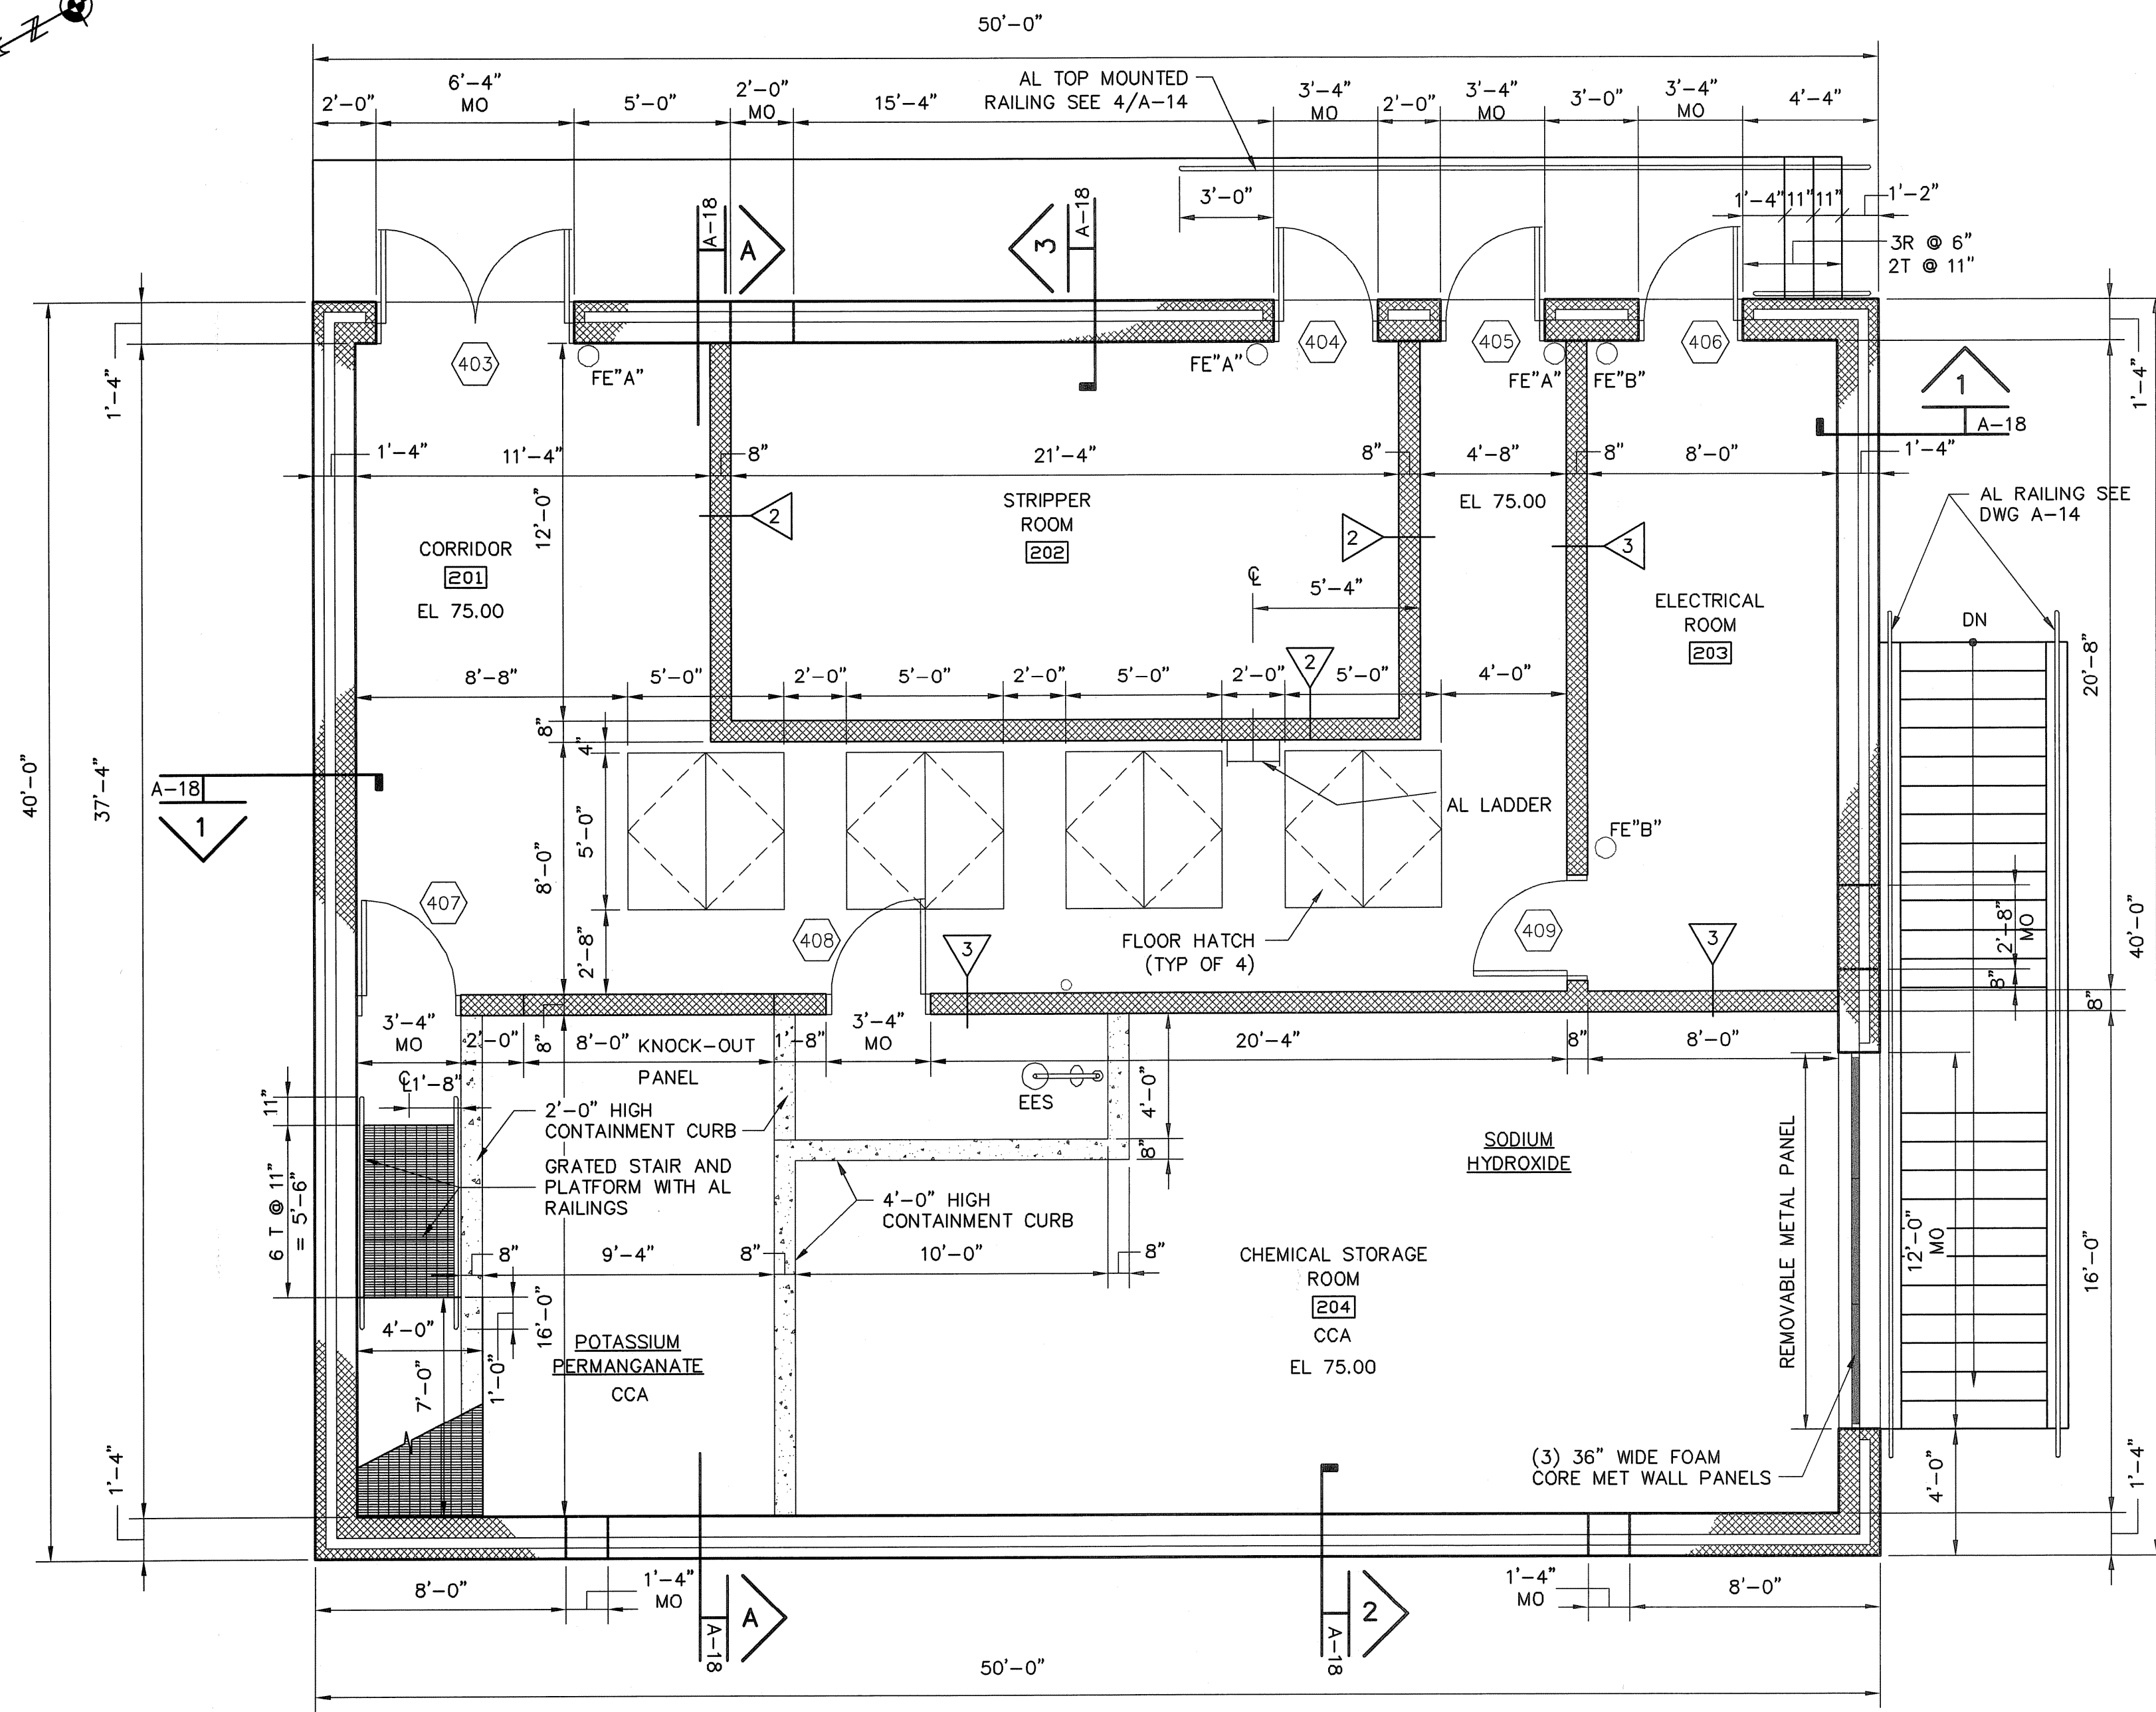 N
50'-0"
AL TOP MOUNTED
RAILING SEE 4/A-14
2'-0"
6'-4"
MO
5'-0"
2'-0"
MO
15'-4"
3'-4"
MO
2'-0"
3'-4"
MO
3'-0"
3'-4"
MO
4'-4"
3'-0"
1'-4"
11"
11"
1'-2"
3R @ 6"
2T @ 11"
A-18
A
3
A-18
403
FE"A"
FE"A"
404
405
FE"A"
FE"B"
406
1
A-18
1'-4"
1'-4"
1'-4"
11'-4"
8"
21'-4"
8"
4'-8"
8"
8'-0"
1'-4"
12'-0"
2
STRIPPER
ROOM
202
2
EL 75.00
3
AL RAILING SEE
DWG A-14
CORRIDOR
201
EL 75.00
℄
5'-4"
ELECTRICAL
ROOM
203
DN
20'-8"
8'-8"
5'-0"
2'-0"
5'-0"
2'-0"
5'-0"
2'-0"
2
5'-0"
4'-0"
8"
4"
40'-0"
37'-4"
A-18
1
8'-0"
5'-0"
2'-8"
AL LADDER
FE"B"
407
408
3
FLOOR HATCH
(TYP OF 4)
409
3
2'-8"
MO
8"
40'-0"
8"
3'-4"
MO
2'-0"
8"
8'-0" KNOCK-OUT
PANEL
1'-8"
3'-4"
MO
20'-4"
8"
8'-0"
℄
1'-8"
11"
2'-0" HIGH
CONTAINMENT CURB
EES
4'-0"
8"
SODIUM
HYDROXIDE
GRATED STAIR AND
PLATFORM WITH AL
RAILINGS
6 T @ 11"
= 5'-6"
4'-0" HIGH
CONTAINMENT CURB
REMOVABLE METAL PANEL
12'-0"
MO
16'-0"
8"
9'-4"
8"
10'-0"
8"
CHEMICAL STORAGE
ROOM
204
CCA
EL 75.00
4'-0"
16'-0"
1'-0"
7'-0"
POTASSIUM
PERMANGANATE
CCA
(3) 36" WIDE FOAM
CORE MET WALL PANELS
4'-0"
1'-4"
1'-4"
8'-0"
1'-4"
MO
A
A-18
2
A-18
1'-4"
MO
8'-0"
50'-0"